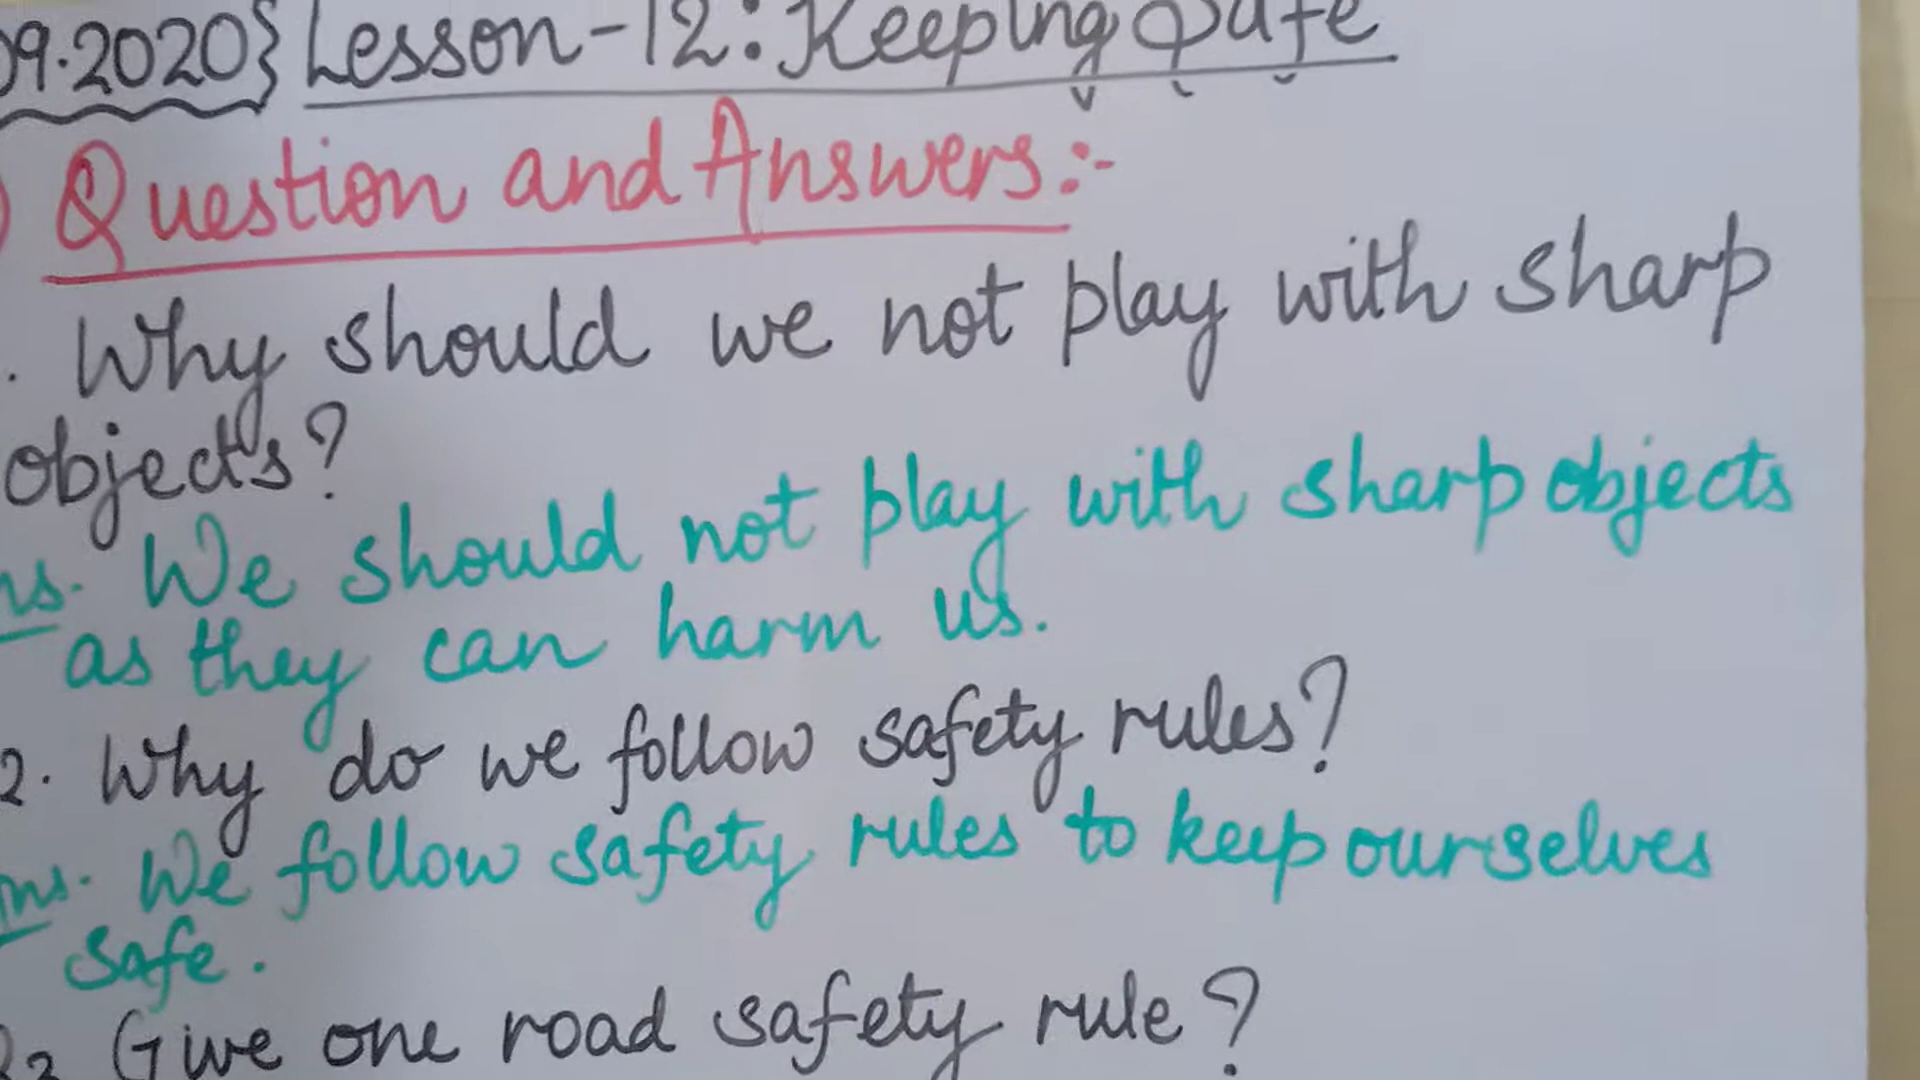 09.2020} Lesson-12: Keeping Safe
Question and Answers:-
. Why should we not play with sharp
objects?
ns. We should not play with sharp objects
as they can harm us.
2. Why do we follow safety rules?
Ans. We follow safety rules to keep ourselves
safe.
3 Give one road safety rule?